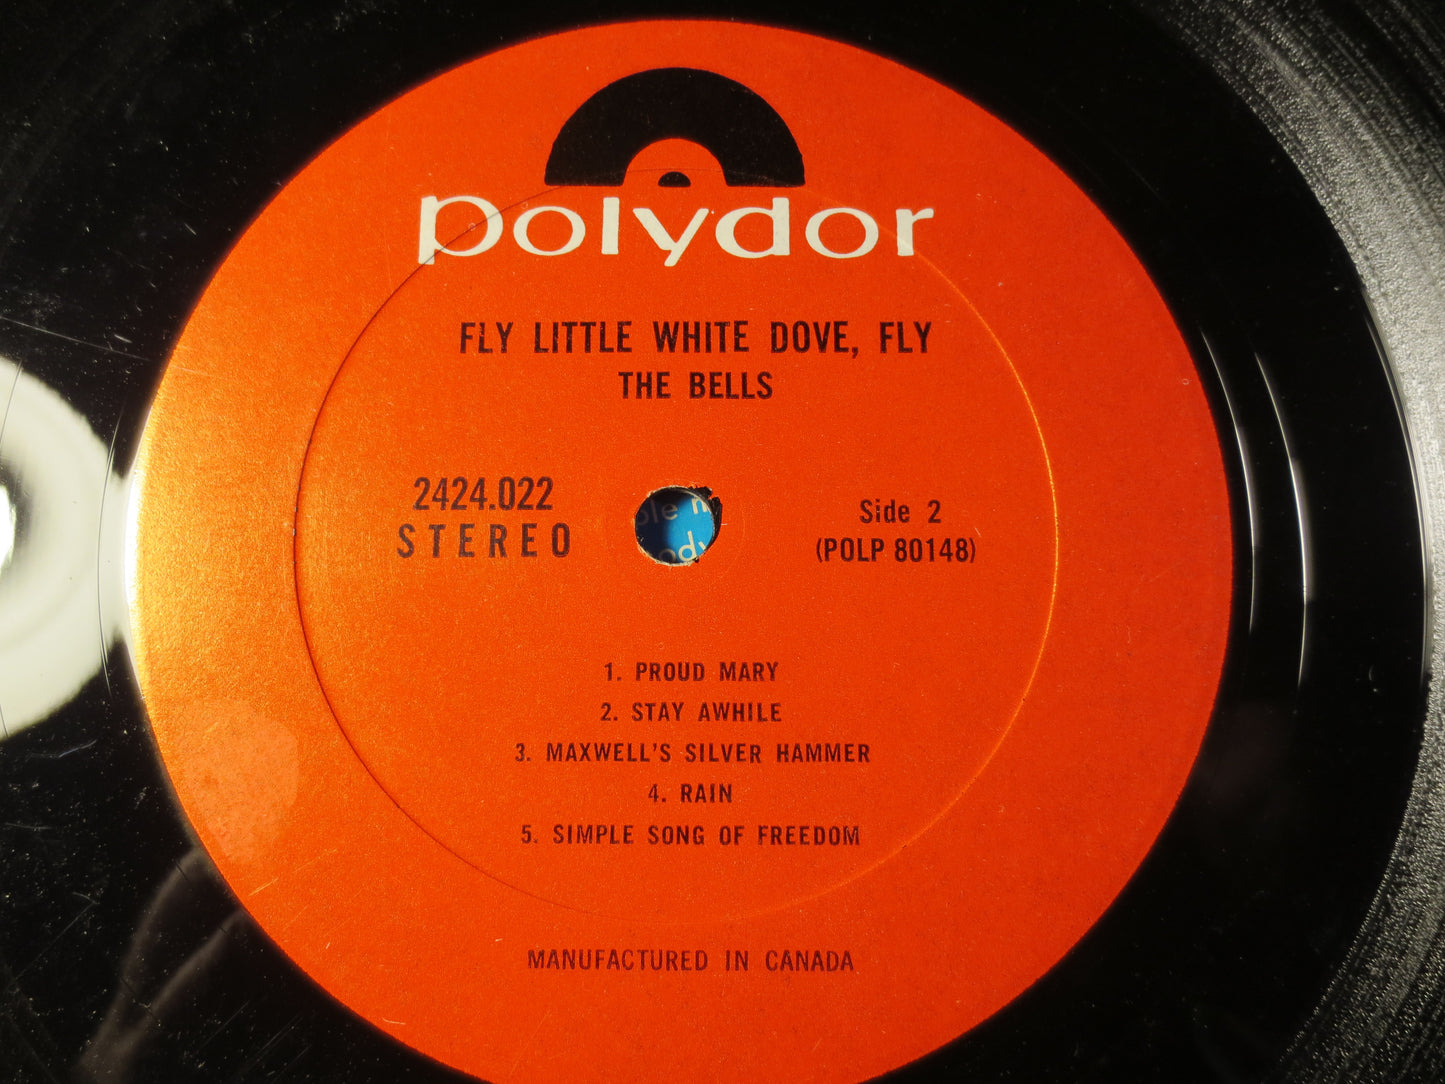 polydor
FLY LITTLE WHITE DOVE, FLY
THE BELLS
2424.022
STEREO
Side 2
(POLP 80148)
1. PROUD MARY
2. STAY AWHILE
3. MAXWELL'S SILVER HAMMER
4. RAIN
5. SIMPLE SONG OF FREEDOM
MANUFACTURED IN CANADA